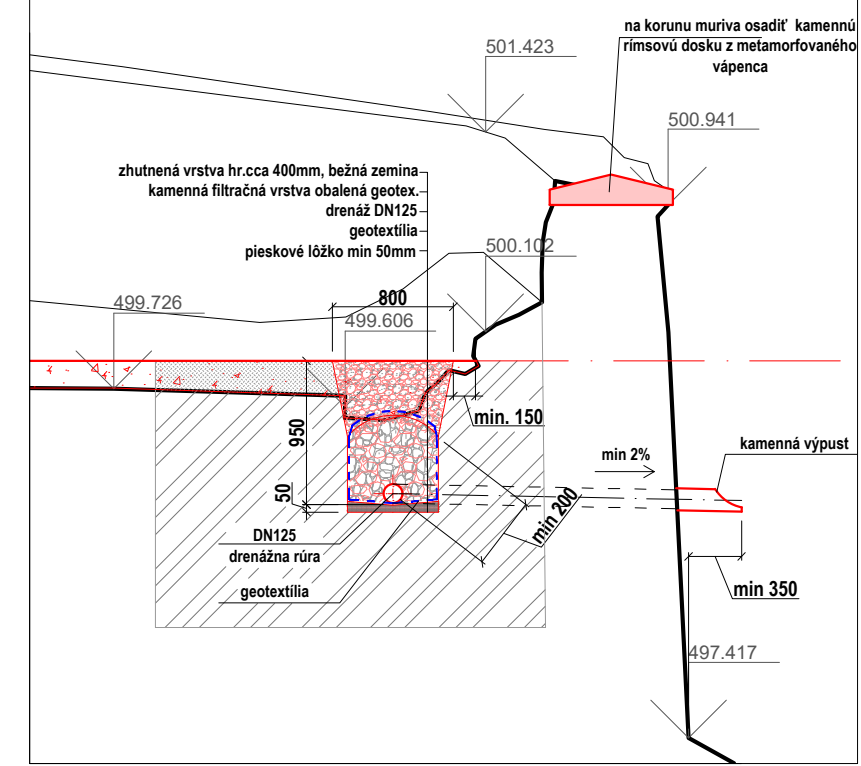 na korunu muriva osadiť kamennú
rímsovú dosku z metamorfovaného
vápenca
501.423
500.941
zhutnená vrstva hr.cca 400mm, bežná zemina
kamenná filtračná vrstva obalená geotex.
drenáž DN125
geotextília
pieskové lôžko min 50mm
500.102
499.726
800
499.606
950
min. 150
50
min 2%
kamenná výpust
DN125
drenážna rúra
min 200
geotextília
min 350
497.417